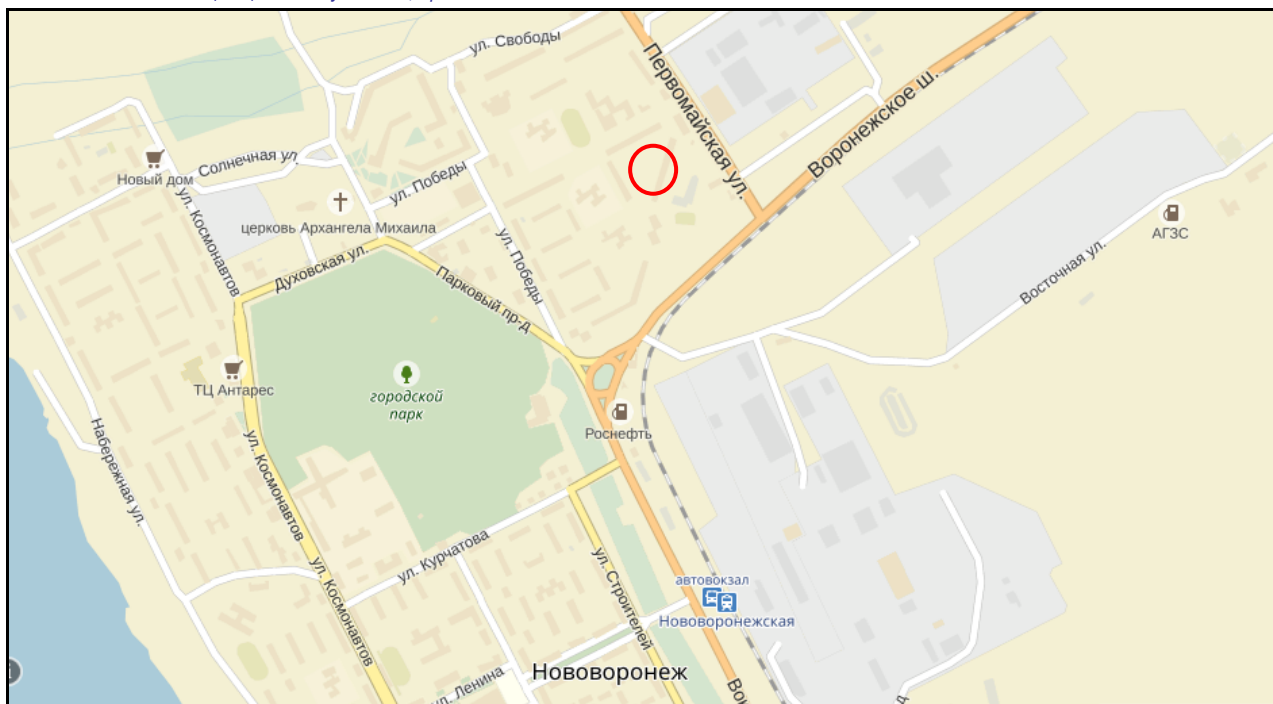 ул. Свободы
Первомайская ул.
Воронежское ш.
Новый дом
Солнечная ул.
ул. Победы
церковь Архангела Михаила
ул. Космонавтов
ул. Победы
Духовская ул.
Парковый пр-д
АГЗС
Восточная ул.
ТЦ Антарес
городской
парк
Роснефть
Набережная ул.
ул. Космонавтов
ул. Курчатова
ул. Космонавтов
ул. Строителей
автовокзал
Нововоронежская
Нововоронеж
ул. Ленина